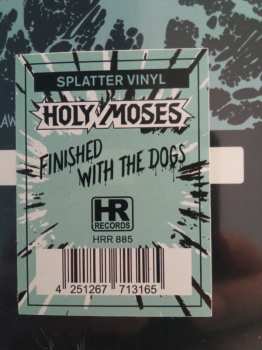 SPLATTER VINYL
HOLY MOSES
FINISHED
WITH THE DOGS
HR
RECORDS
HRR 885
4 251267 713165